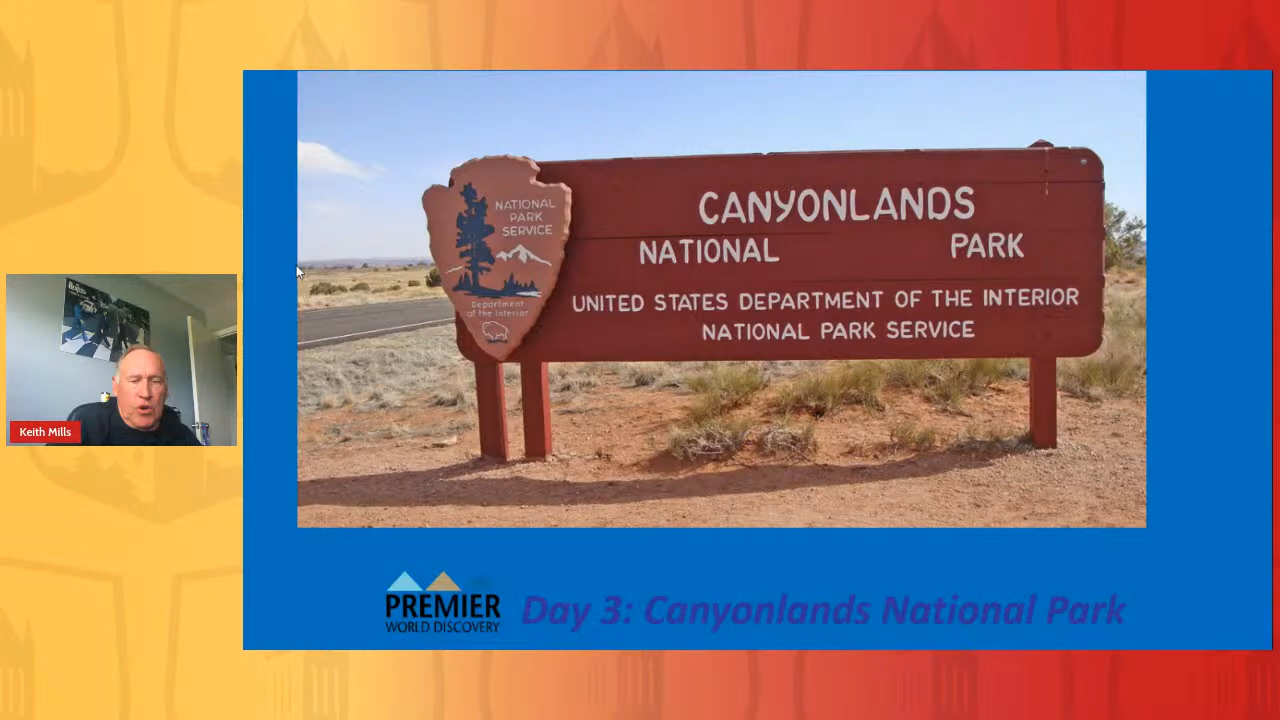 CANYONLANDS
NATIONAL PARK
UNITED STATES DEPARTMENT OF THE INTERIOR
NATIONAL PARK SERVICE
NATIONAL
PARK
SERVICE
Department
of the Interior
Keith Mills
PREMIER
WORLD DISCOVERY
Day 3: Canyonlands National Park